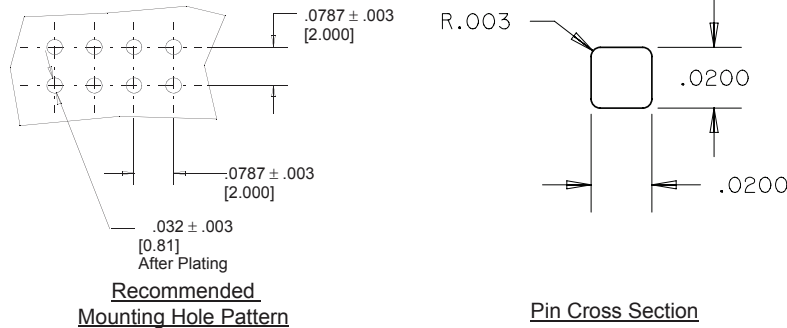 .0787 ± .003
[2.000]
.0787 ± .003
[2.000]
.032 ± .003
[0.81]
After Plating
Recommended
Mounting Hole Pattern
R.003
.0200
.0200
Pin Cross Section